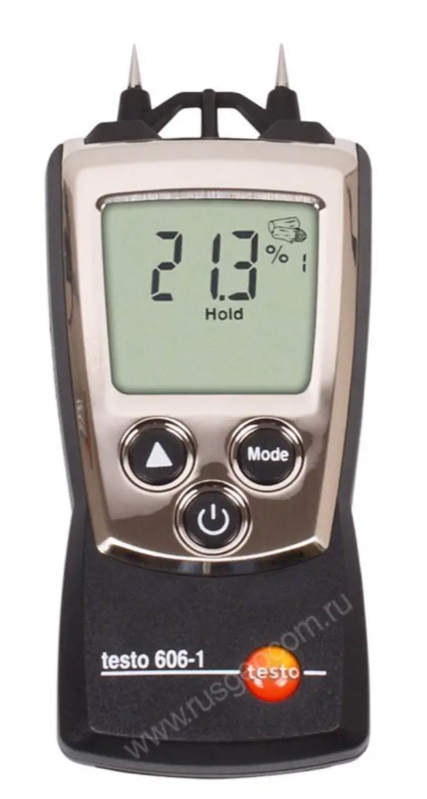 21.3 % 1
Hold
Mode
testo 606-1
testo
www.rusgeocom.ru